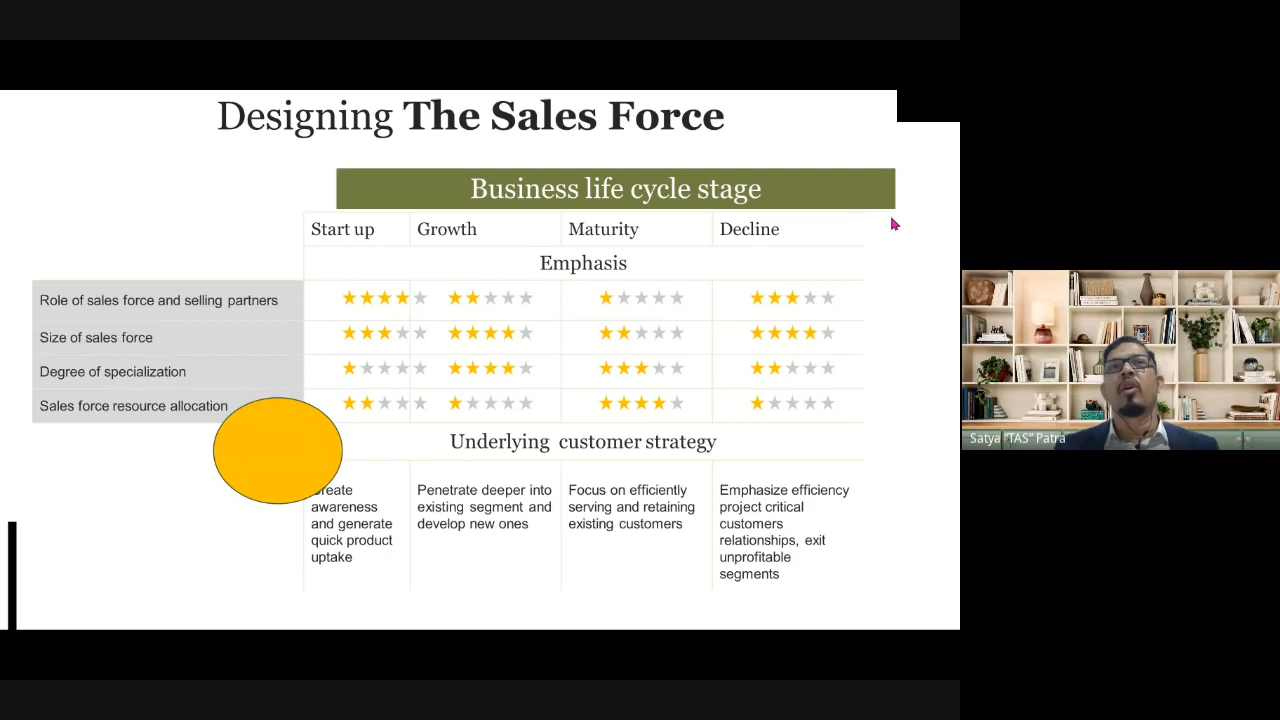 Designing The Sales Force
Business life cycle stage
Start up Growth Maturity Decline
Emphasis
Role of sales force and selling partners
Size of sales force
Degree of specialization
Sales force resource allocation
Underlying customer strategy
Create
awareness
and generate
quick product
uptake
Penetrate deeper into
existing segment and
develop new ones
Focus on efficiently
serving and retaining
existing customers
Emphasize efficiency
project critical
customers
relationships, exit
unprofitable
segments
Satya "TAS" Patra